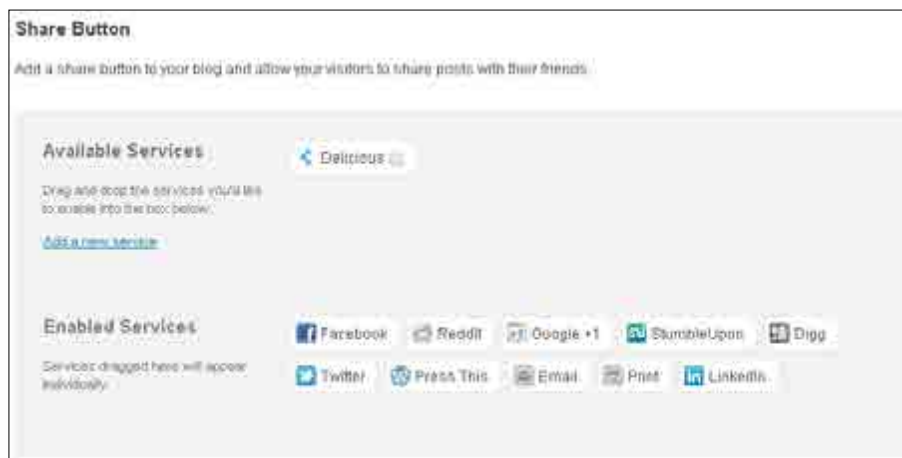 Share Button
Add a share button to your blog and allow your visitors to share posts with their friends.
Available Services
Delicious
Drag and drop the services you'd like
to enable into the box below.
Add a new service
Enabled Services
Facebook Reddit Google +1 StumbleUpon Digg
Services dragged here will appear
individually.
Twitter Press This Email Print LinkedIn